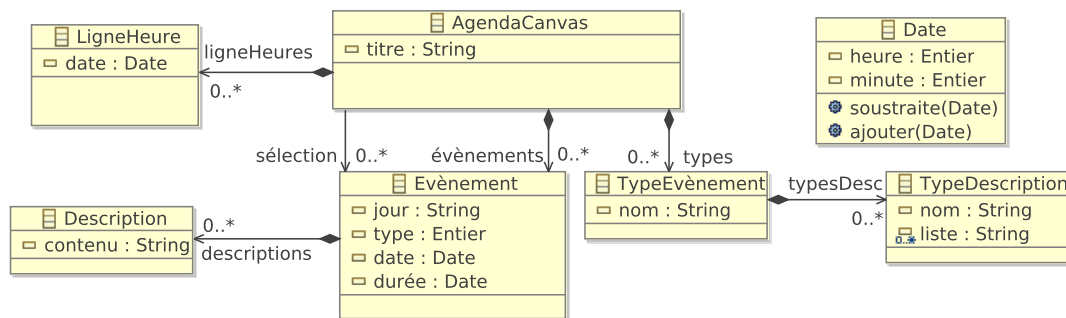 LigneHeure
date : Date
ligneHeures
0..*
AgendaCanvas
titre : String
Date
heure : Entier
minute : Entier
soustraite(Date)
ajouter(Date)
sélection
0..*
évènements
0..*
0..*
types
Description
contenu : String
0..*
descriptions
Evènement
jour : String
type : Entier
date : Date
durée : Date
TypeEvènement
nom : String
typesDesc
0..*
TypeDescription
nom : String
liste : String
0..*